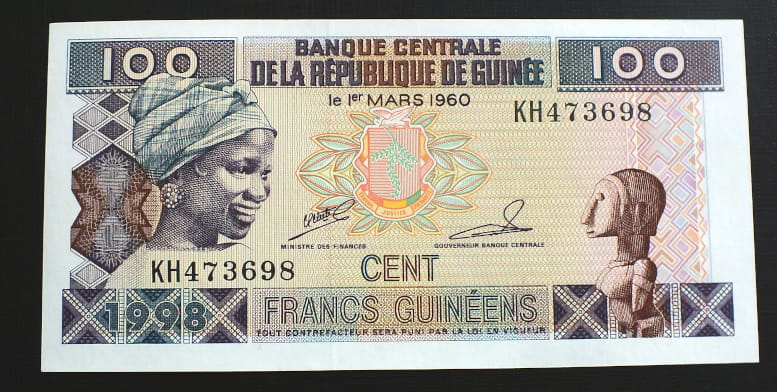 100 BANQUE CENTRALE 100
DE LA RÉPUBLIQUE DE GUINÉE
le 1er MARS 1960
KH473698
JUSTICE
MINISTRE DES FINANCES
GOUVERNEUR BANQUE CENTRALE
KH473698
CENT
1998
FRANCS GUINÉENS
TOUT CONTREFACTEUR SERA PUNI PAR LA LOI EN VIGUEUR